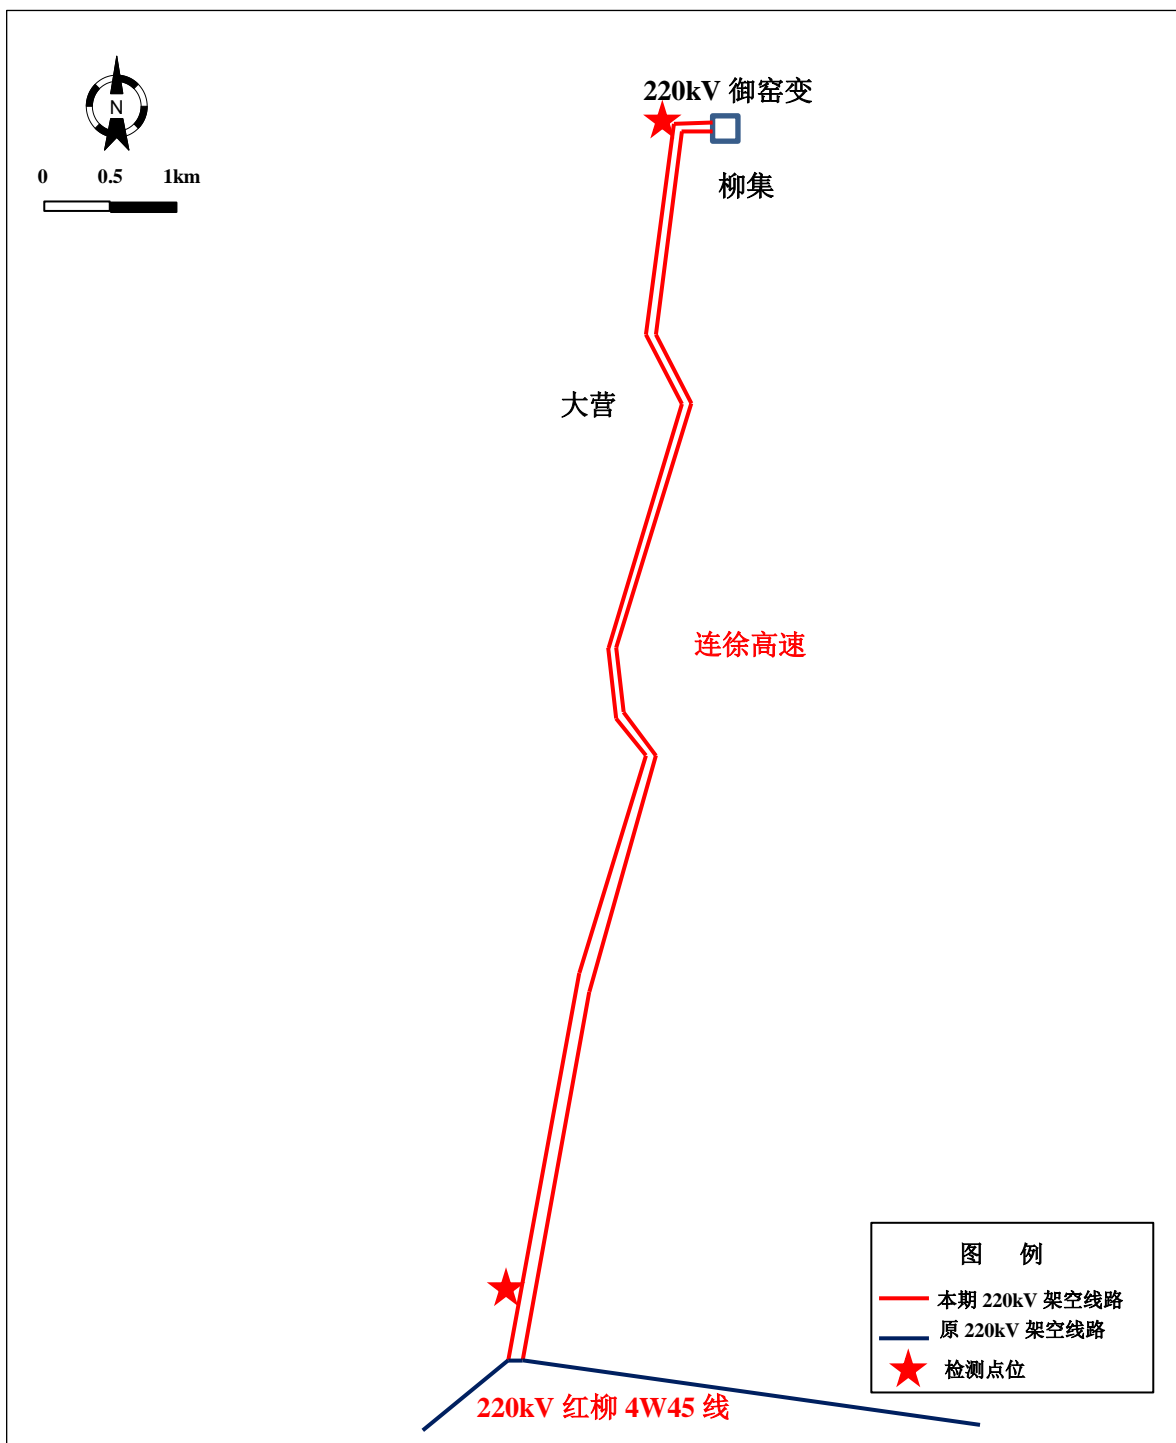 220kV 御窑变
N
0 0.5 1km
柳集
大营
连徐高速
图 例
本期 220kV 架空线路
原 220kV 架空线路
检测点位
220kV 红柳 4W45 线